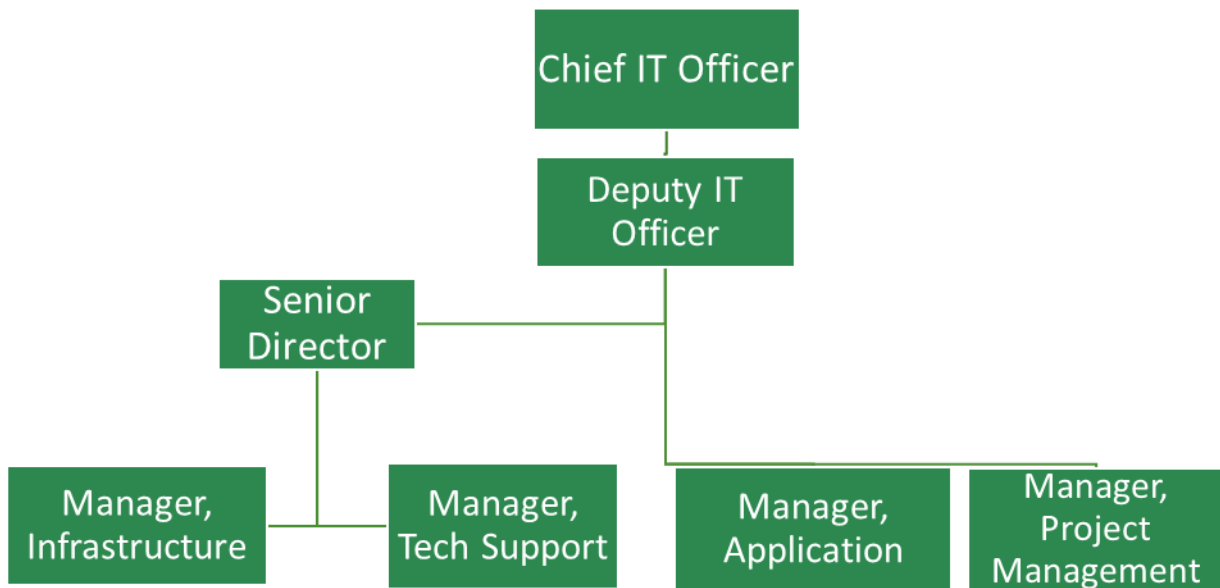 Chief IT Officer
Deputy IT
Officer
Senior
Director
Manager,
Infrastructure
Manager,
Tech Support
Manager,
Application
Manager,
Project
Management